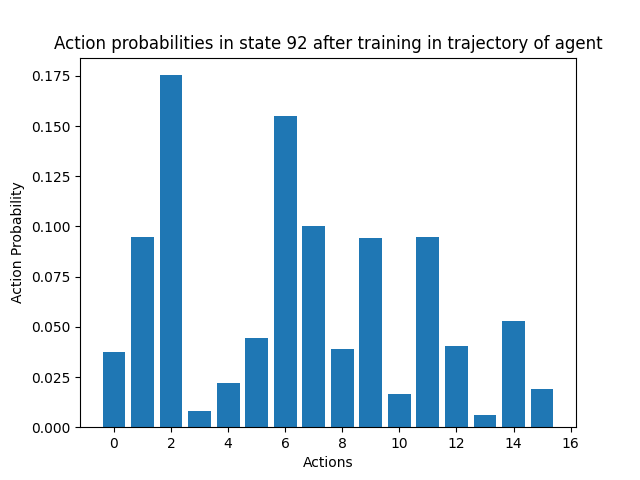 Action probabilities in state 92 after training in trajectory of agent
0.175
0.150
0.125
0.100
0.075
0.050
0.025
0.000
Action Probability
0 2 4 6 8 10 12 14 16
Actions